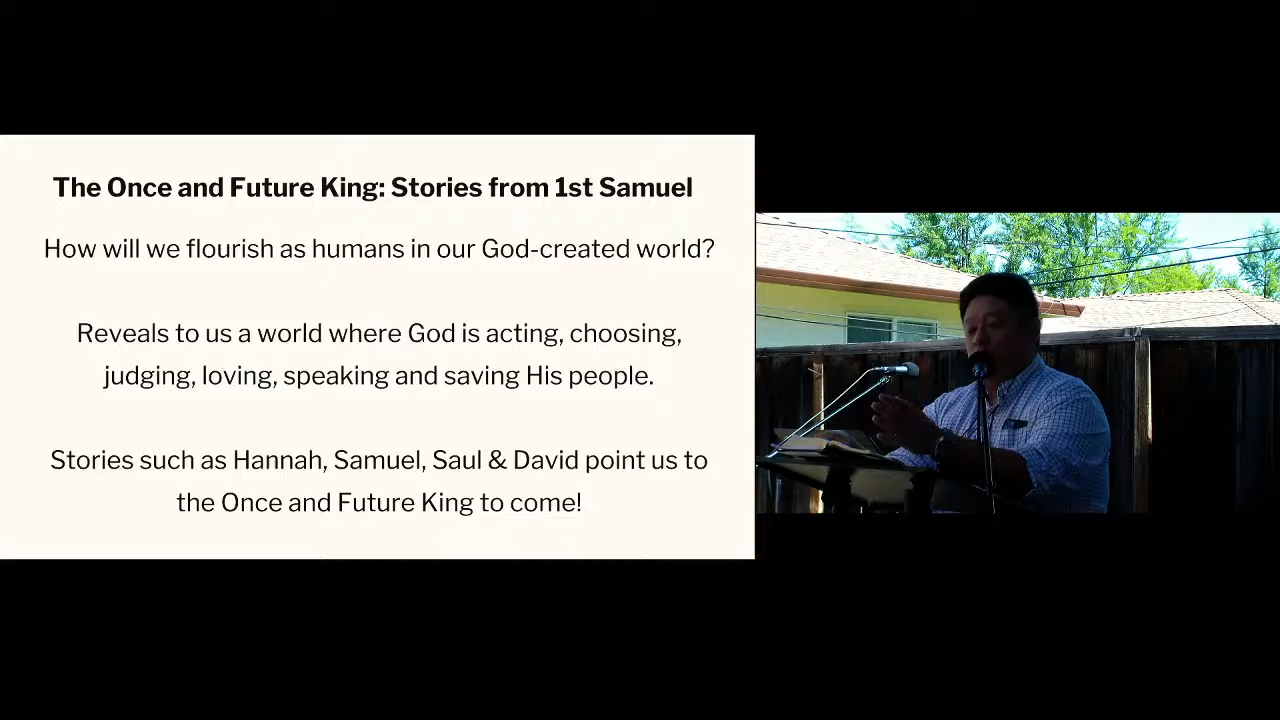 The Once and Future King: Stories from 1st Samuel
How will we flourish as humans in our God-created world?
Reveals to us a world where God is acting, choosing,
judging, loving, speaking and saving His people.
Stories such as Hannah, Samuel, Saul & David point us to
the Once and Future King to come!